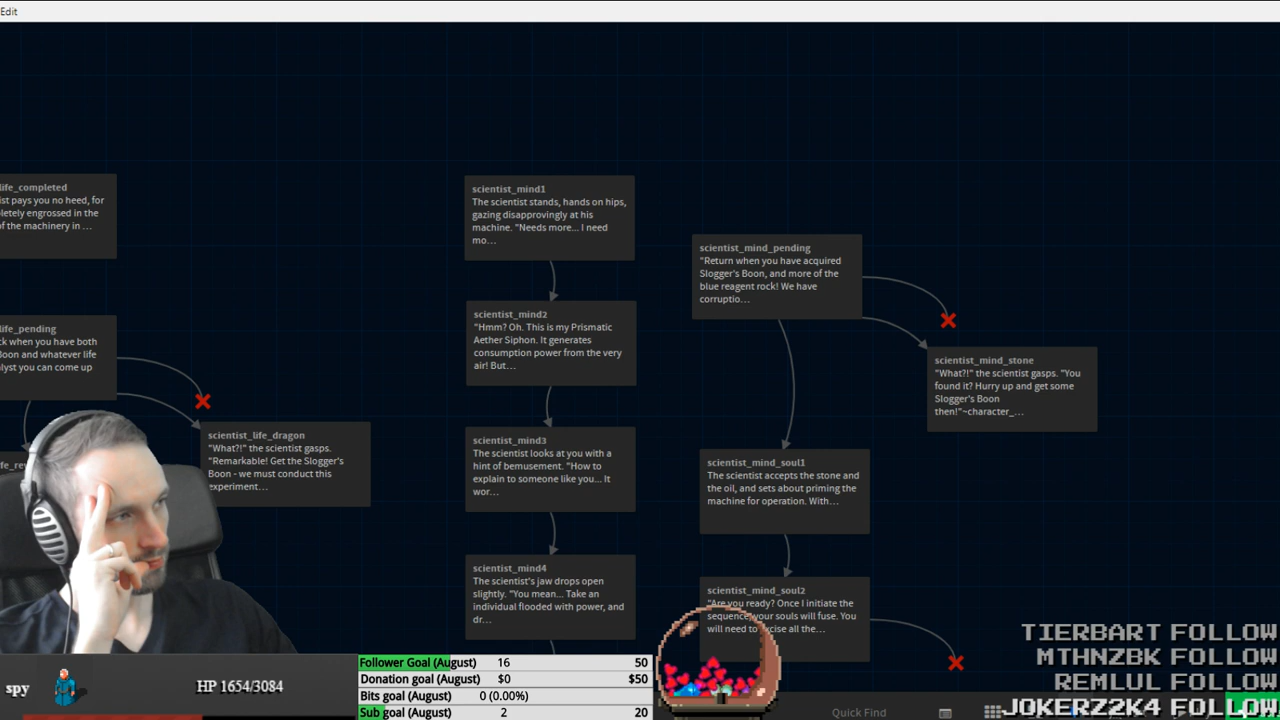 Edit
life_completed
ist pays you no heed, for
pletely engrossed in the
of the machinery in …
life_pending
ck when you have both
Boon and whatever life
alyst you can come up
scientist_life_dragon
"What?!" the scientist gasps.
"Remarkable! Get the Slogger's
Boon - we must conduct this
experiment…
scientist_mind1
The scientist stands, hands on hips,
gazing disapprovingly at his
machine. "Needs more... I need
mo…
scientist_mind2
"Hmm? Oh. This is my Prismatic
Aether Siphon. It generates
consumption power from the very
air! But…
scientist_mind3
The scientist looks at you with a
hint of bemusement. "How to
explain to someone like you... It
wor…
scientist_mind4
The scientist's jaw drops open
slightly. "You mean... Take an
individual flooded with power, and
dr…
scientist_mind_pending
"Return when you have acquired
Slogger's Boon, and more of the
blue reagent rock! We have
corruptio…
scientist_mind_stone
"What?!" the scientist gasps. "You
found it? Hurry up and get some
Slogger's Boon
then!"~character_…
scientist_mind_soul1
The scientist accepts the stone and
the oil, and sets about priming the
machine for operation. With…
scientist_mind_soul2
"Are you ready? Once I initiate the
sequence, your souls will fuse. You
will need to excise all the…
TIERBART FOLLOW
MTHNZBK FOLLOW
REMLUL FOLLOW
JOKERZ2K4 FOLLOW
spy
HP 1654/3084
Follower Goal (August) 16 50
Donation goal (August) $0 $50
Bits goal (August) 0 (0.00%)
Sub goal (August) 2 20
Quick Find